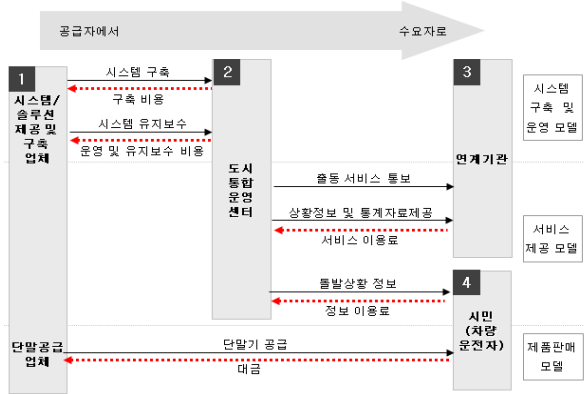 공급자에서
수요자로
1
시스템/
솔루션
제공 및
구축
업체
단말공급
업체
2
도시
통합
운영
센터
3
연계기관
4
시민
(차량
운전자)
시스템 구축
구축 비용
시스템 유지보수
운영 및 유지보수 비용
출동 서비스 통보
상황정보 및 통계자료제공
서비스 이용료
돌발상황 정보
정보 이용료
단말기 공급
대금
시스템
구축 및
운영 모델
서비스
제공 모델
제품판매
모델